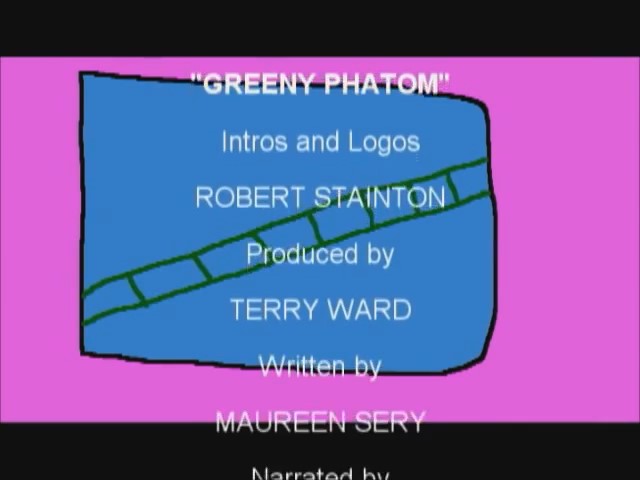 "GREENY PHATOM"
Intros and Logos
ROBERT STAINTON
Produced by
TERRY WARD
Written by
MAUREEN SERY
Narrated by